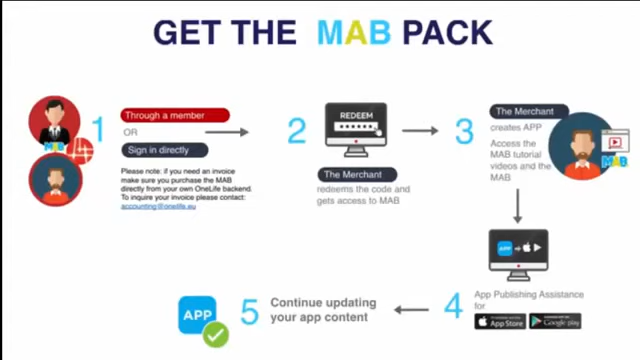 GET THE MAB PACK
1
Through a member
OR
Sign in directly
Please note: if you need an invoice
make sure you purchase the MAB
directly from your own OneLife backend.
To inquire your invoice please contact:
accounting@onelife.eu
MAB
2
REDEEM
The Merchant
redeems the code and
gets access to MAB
3
The Merchant
creates APP
Access the
MAB tutorial
videos and the
MAB
MAB
APP
4
App Publishing Assistance
for
App Store
Google play
5
Continue updating
your app content
APP